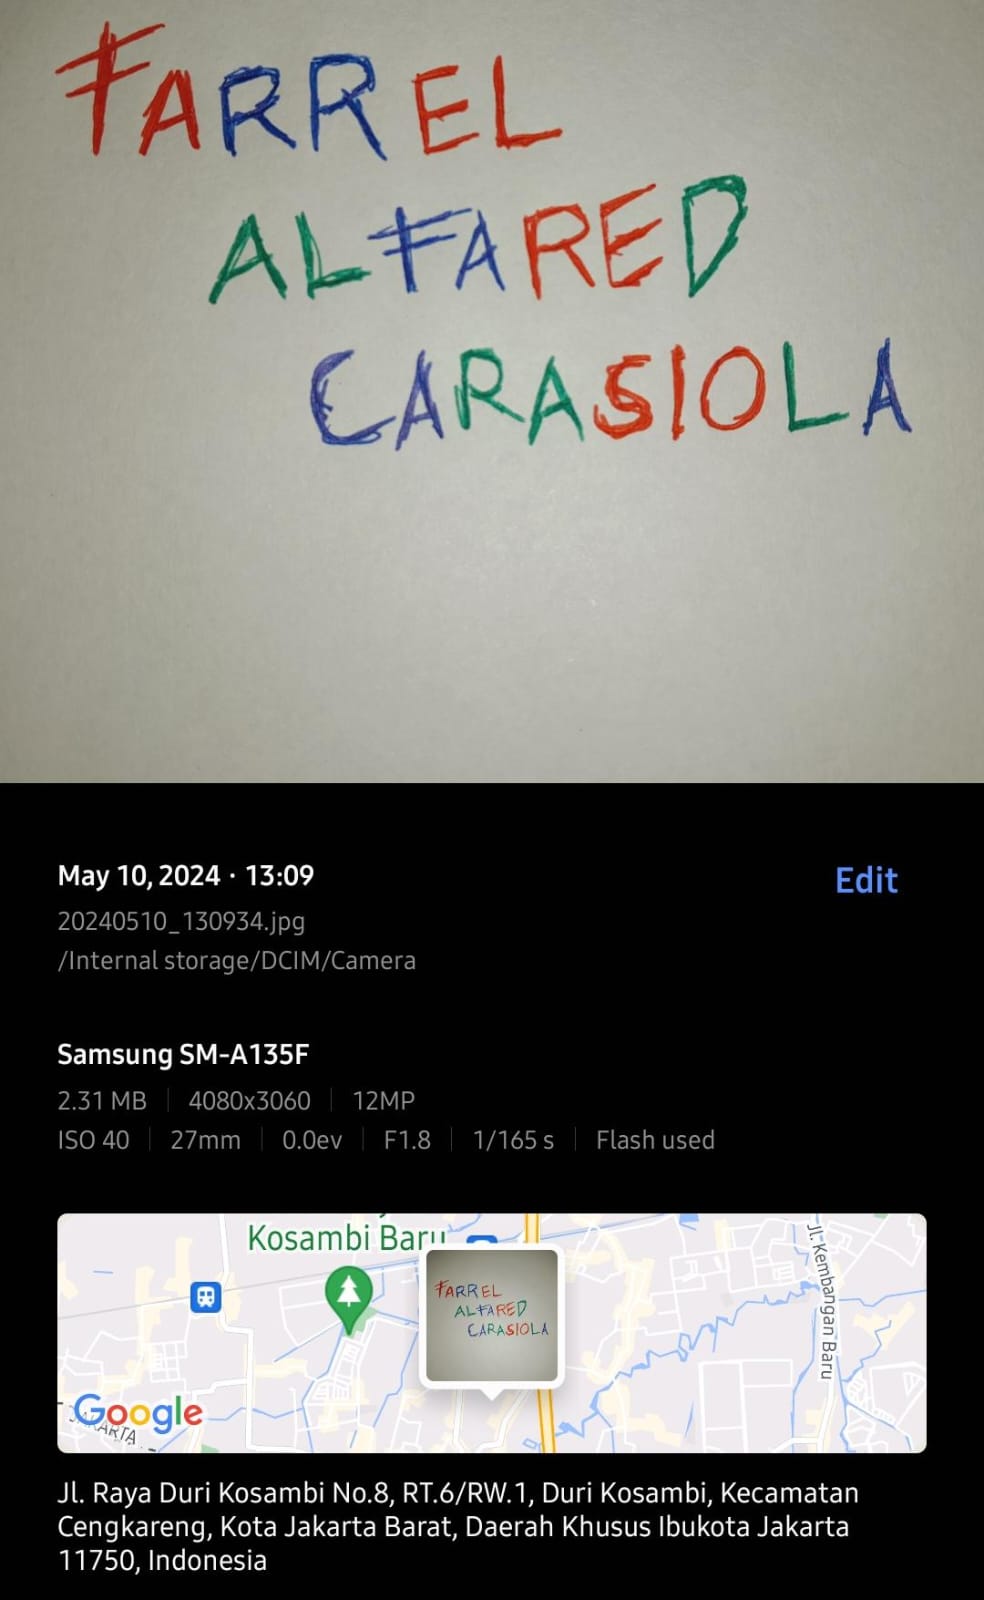 FARREL
ALFARED
CARASIOLA
May 10, 2024 · 13:09
Edit
20240510_130934.jpg
/Internal storage/DCIM/Camera
Samsung SM-A135F
2.31 MB | 4080x3060 | 12MP
ISO 40 | 27mm | 0.0ev | F1.8 | 1/165 s | Flash used
Kosambi Baru
FARREL
ALFARED
CARASIOLA
Jl. Kembangan Baru
Google
JAKARTA
Jl. Raya Duri Kosambi No.8, RT.6/RW.1, Duri Kosambi, Kecamatan
Cengkareng, Kota Jakarta Barat, Daerah Khusus Ibukota Jakarta
11750, Indonesia